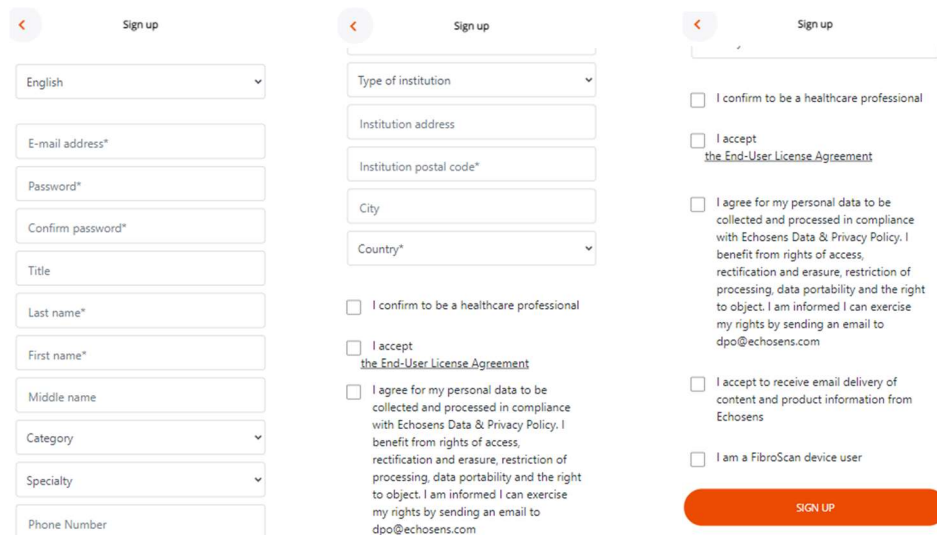 Sign up
English
E-mail address*
Password*
Confirm password*
Title
Last name*
First name*
Middle name
Category
Specialty
Phone Number
Sign up
Type of institution
Institution address
Institution postal code*
City
Country*
I confirm to be a healthcare professional
I accept
the End-User License Agreement
I agree for my personal data to be
collected and processed in compliance
with Echosens Data & Privacy Policy. I
benefit from rights of access,
rectification and erasure, restriction of
processing, data portability and the right
to object. I am informed I can exercise
my rights by sending an email to
dpo@echosens.com
Sign up
I confirm to be a healthcare professional
I accept
the End-User License Agreement
I agree for my personal data to be
collected and processed in compliance
with Echosens Data & Privacy Policy. I
benefit from rights of access,
rectification and erasure, restriction of
processing, data portability and the right
to object. I am informed I can exercise
my rights by sending an email to
dpo@echosens.com
I accept to receive email delivery of
content and product information from
Echosens
I am a FibroScan device user
SIGN UP